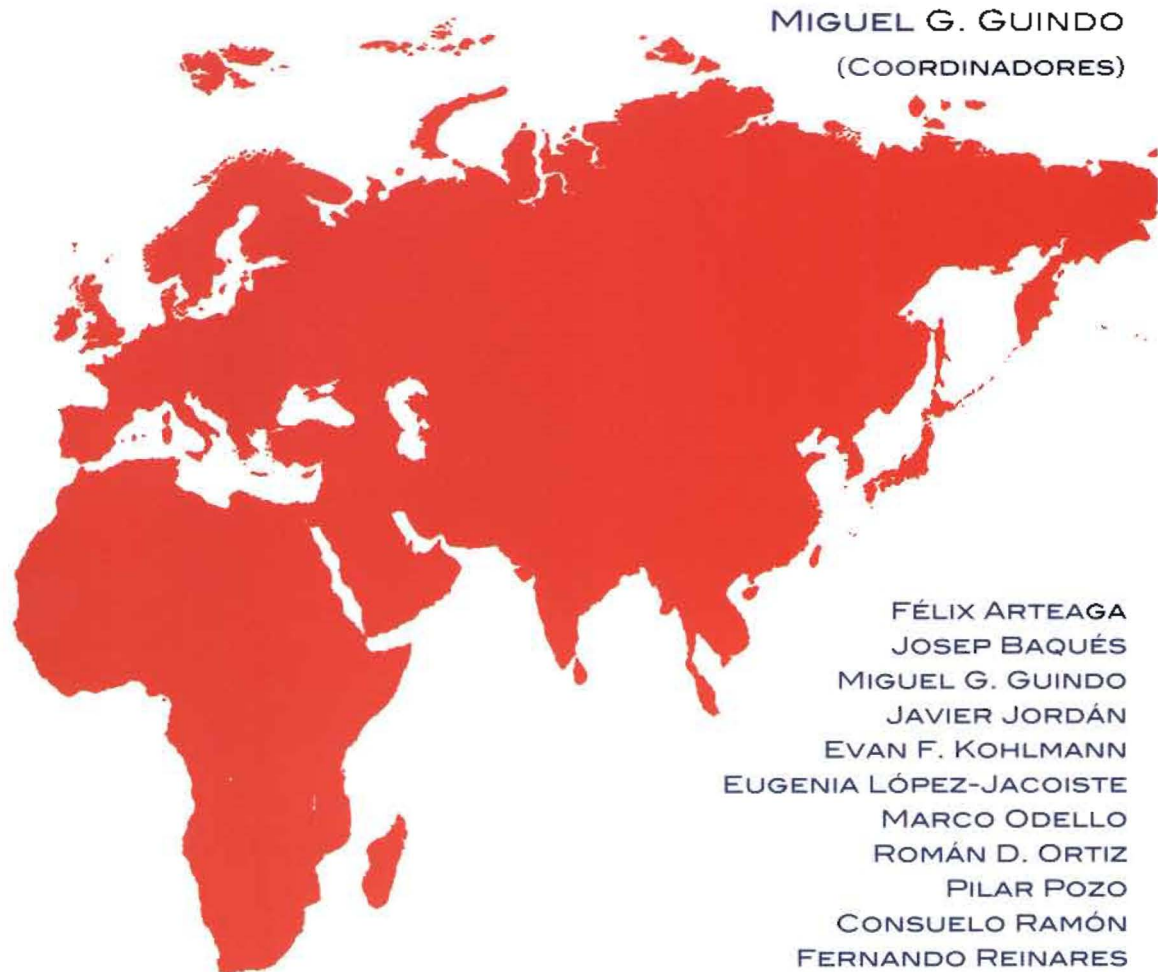 MIGUEL G. GUINDO
(COORDINADORES)
FÉLIX ARTEAGA
JOSEP BAQUÉS
MIGUEL G. GUINDO
JAVIER JORDÁN
EVAN F. KOHLMANN
EUGENIA LÓPEZ-JACOISTE
MARCO ODELLO
ROMÁN D. ORTIZ
PILAR POZO
CONSUELO RAMÓN
FERNANDO REINARES